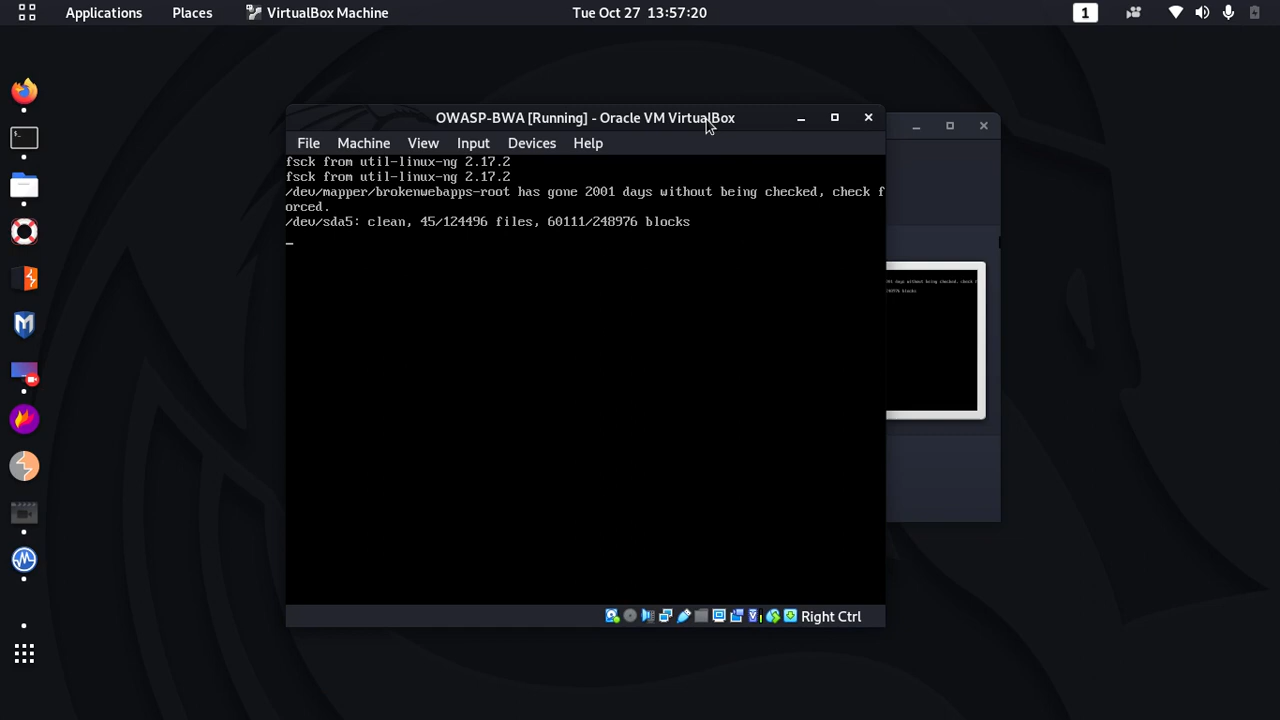 Applications Places VirtualBox Machine Tue Oct 27 13:57:20 1
OWASP-BWA [Running] - Oracle VM VirtualBox
File Machine View Input Devices Help
fsck from util-linux-ng 2.17.2
fsck from util-linux-ng 2.17.2
/dev/mapper/brokenwebapps-root has gone 2001 days without being checked, check f
orced.
/dev/sda5: clean, 45/124496 files, 60111/248976 blocks
Right Ctrl